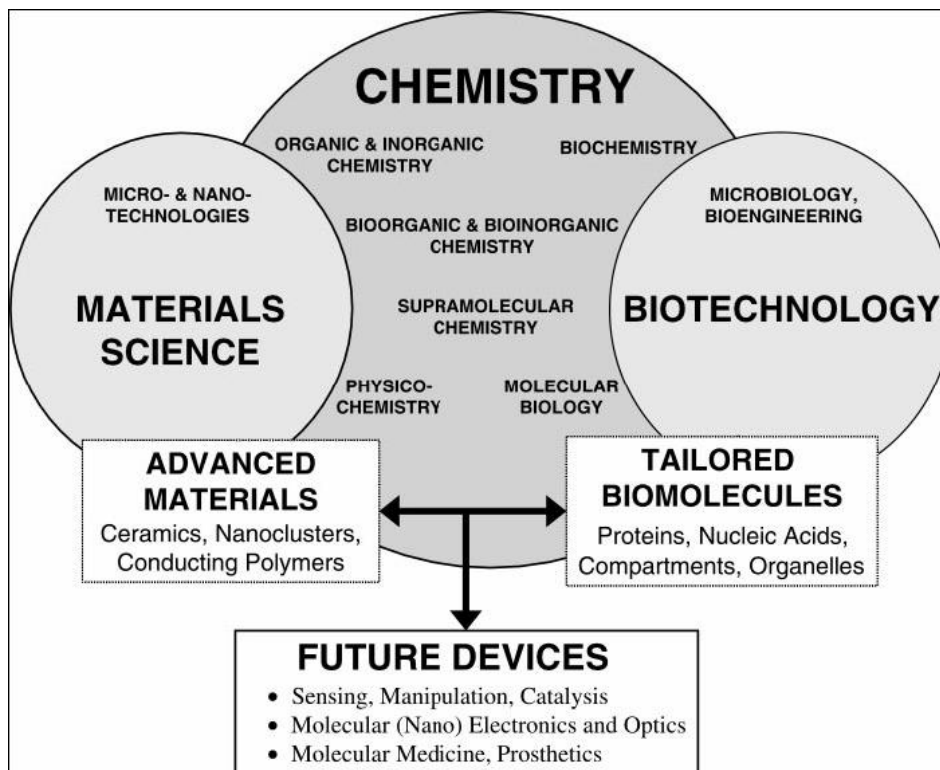 CHEMISTRY
ORGANIC & INORGANIC
CHEMISTRY
BIOCHEMISTRY
MICRO- & NANO-
TECHNOLOGIES
MICROBIOLOGY,
BIOENGINEERING
BIOORGANIC & BIOINORGANIC
CHEMISTRY
MATERIALS
SCIENCE
SUPRAMOLECULAR
CHEMISTRY
BIOTECHNOLOGY
PHYSICO-
CHEMISTRY
MOLECULAR
BIOLOGY
ADVANCED
MATERIALS
Ceramics, Nanoclusters,
Conducting Polymers
TAILORED
BIOMOLECULES
Proteins, Nucleic Acids,
Compartments, Organelles
FUTURE DEVICES
• Sensing, Manipulation, Catalysis
• Molecular (Nano) Electronics and Optics
• Molecular Medicine, Prosthetics